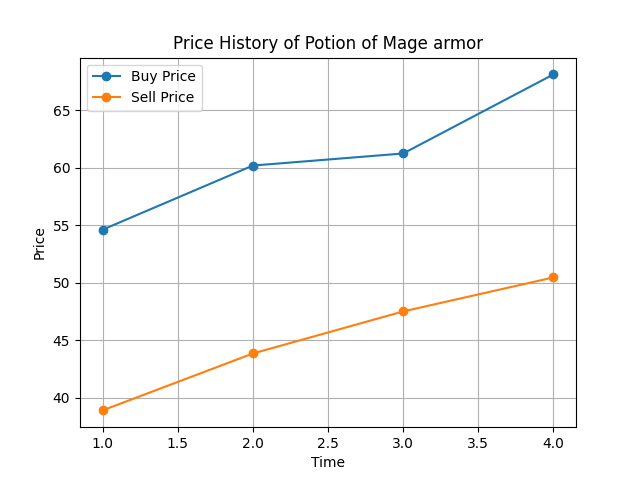 Price History of Potion of Mage armor
Buy Price
Sell Price
65
60
55
50
45
40
Price
1.0 1.5 2.0 2.5 3.0 3.5 4.0
Time